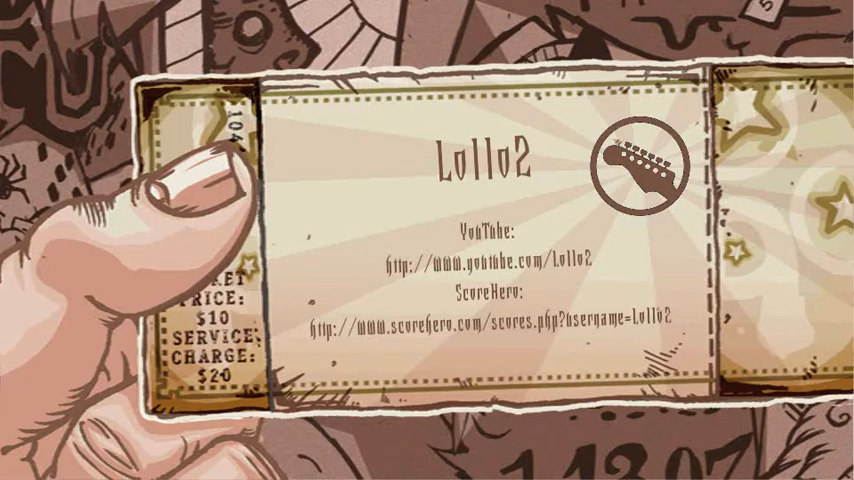 104
Lollo2
YouTube:
http://www.youtube.com/Lollo2
ScoreHero:
http://www.scorehero.com/scores.php?username=Lollo2
PRICE:
$10
SERVICE
CHARGE:
$20